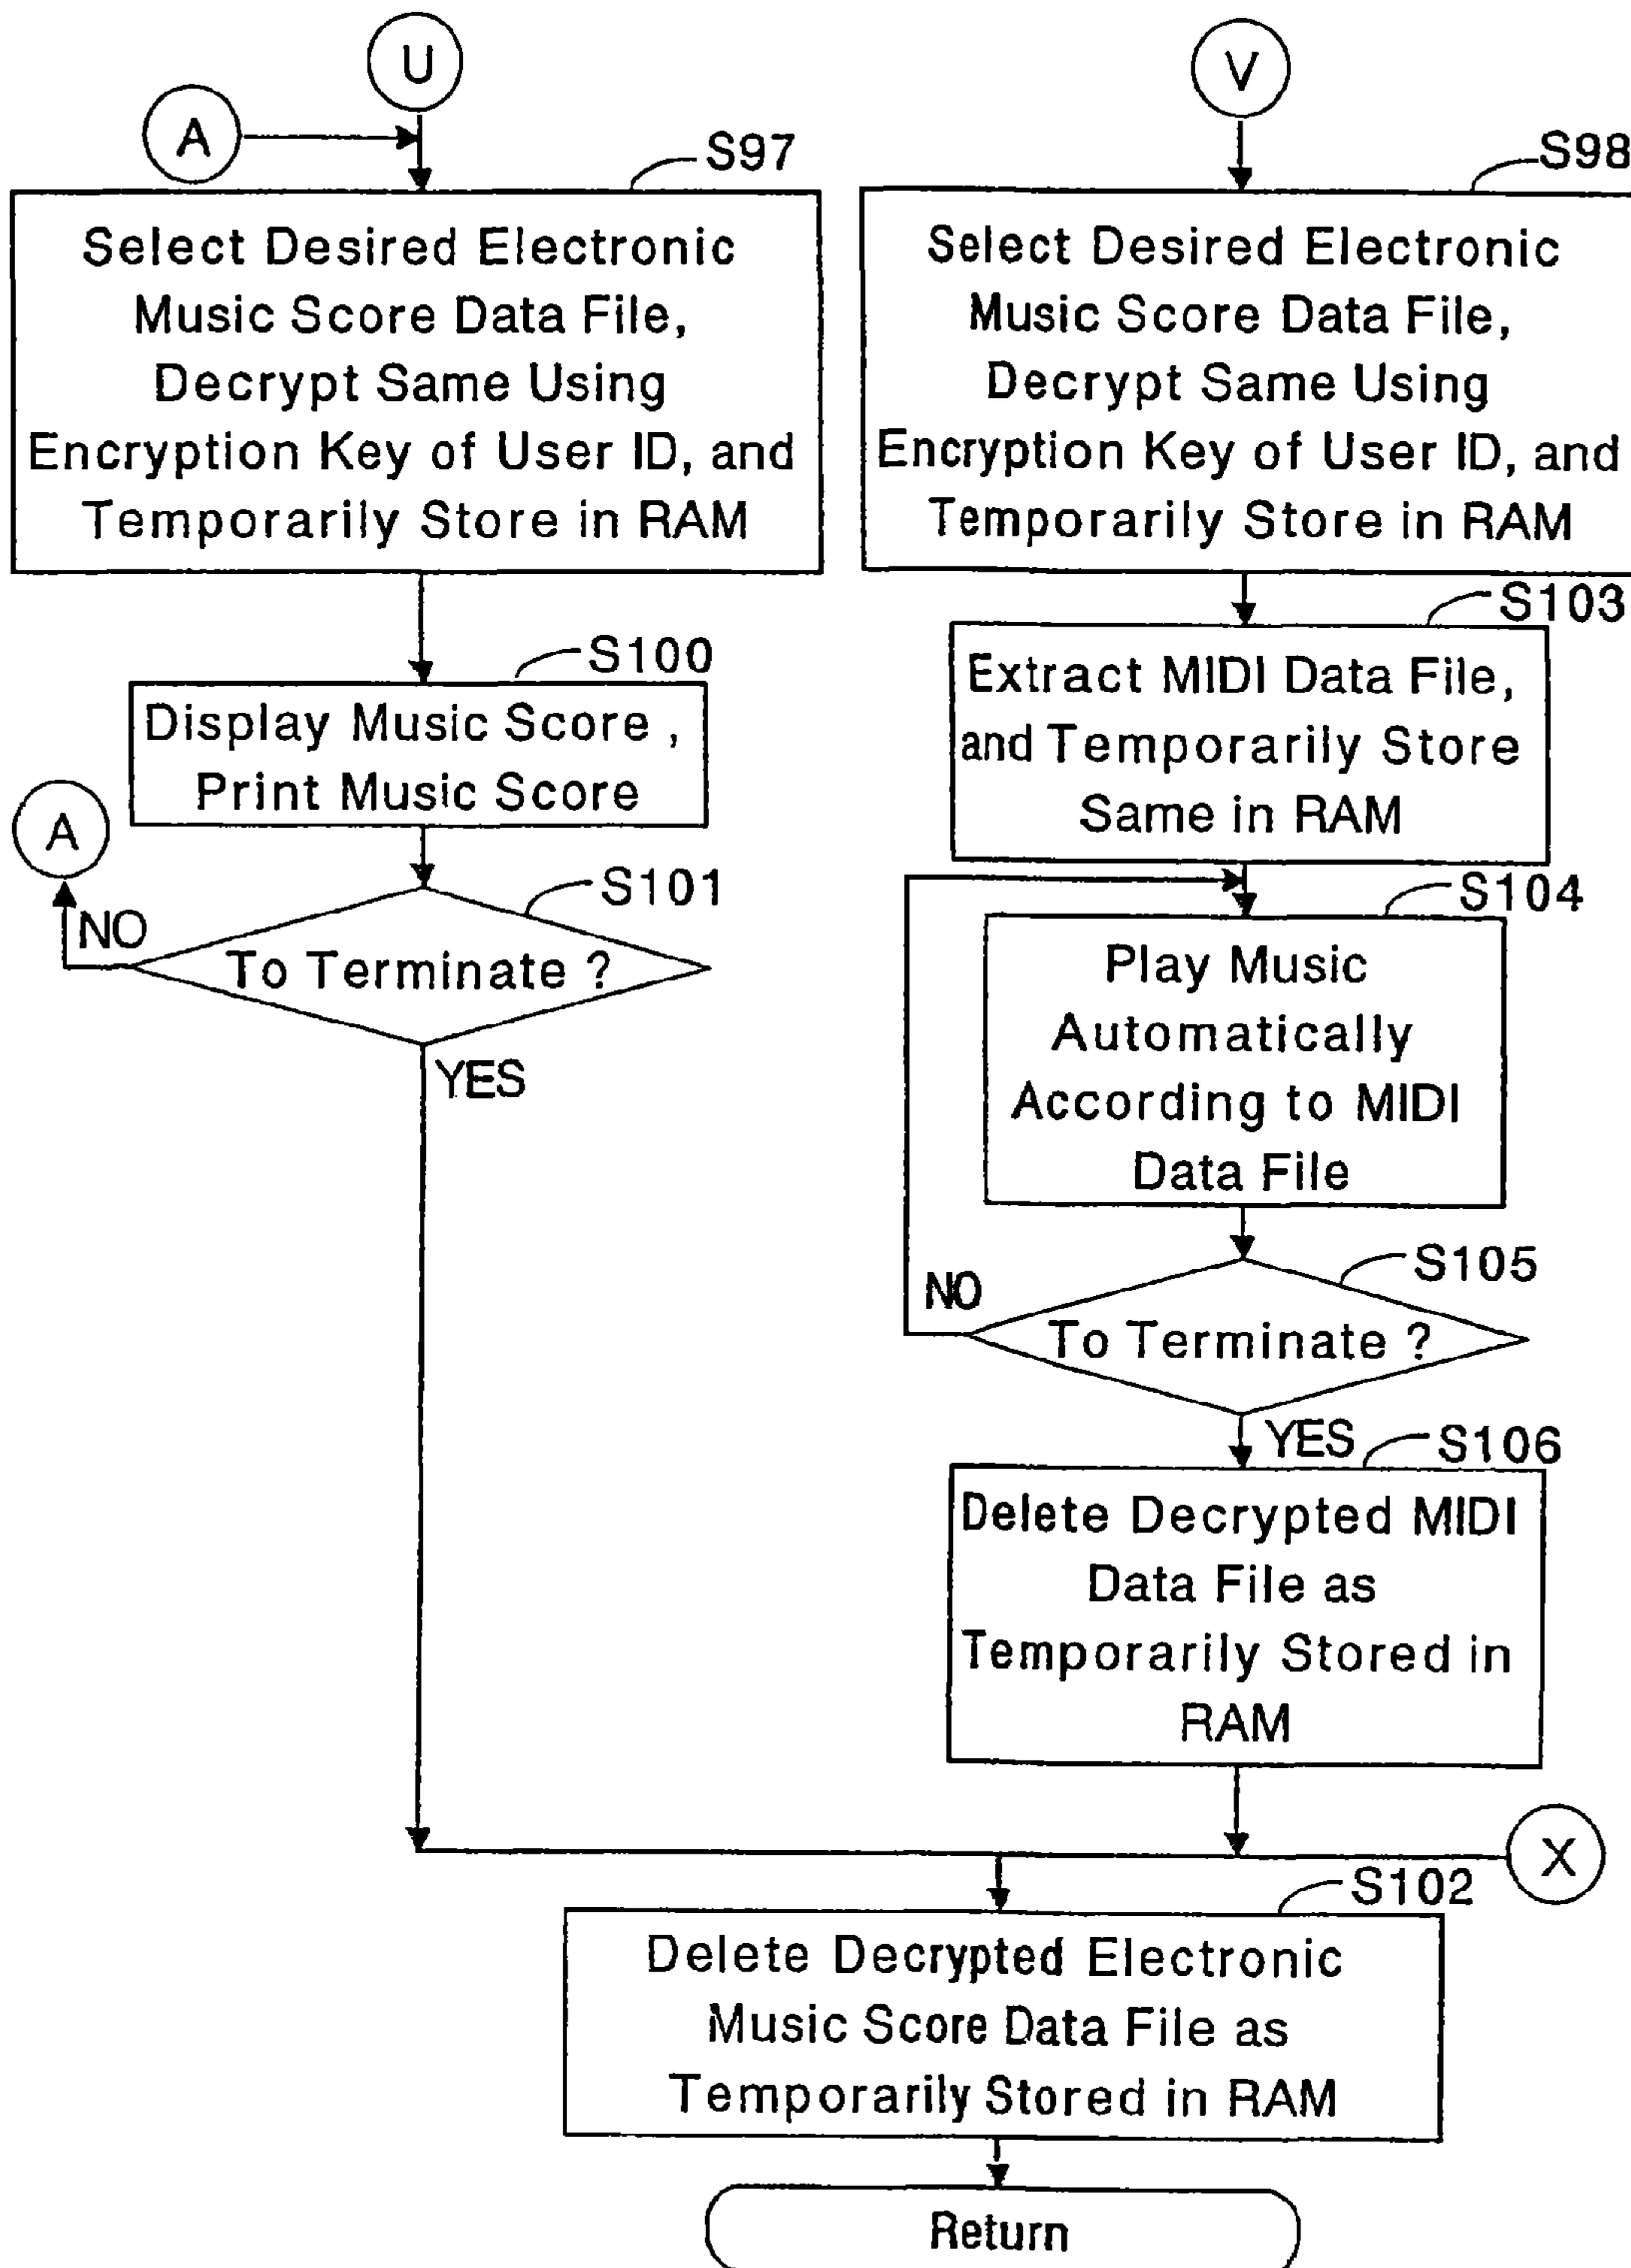 U
A
S97
Select Desired Electronic
Music Score Data File,
Decrypt Same Using
Encryption Key of User ID, and
Temporarily Store in RAM
S100
Display Music Score ,
Print Music Score
A
NO
S101
To Terminate ?
YES
V
S98
Select Desired Electronic
Music Score Data File,
Decrypt Same Using
Encryption Key of User ID, and
Temporarily Store in RAM
S103
Extract MIDI Data File,
and Temporarily Store
Same in RAM
S104
Play Music
Automatically
According to MIDI
Data File
S105
NO
To Terminate ?
YES
S106
Delete Decrypted MIDI
Data File as
Temporarily Stored in
RAM
X
S102
Delete Decrypted Electronic
Music Score Data File as
Temporarily Stored in RAM
Return